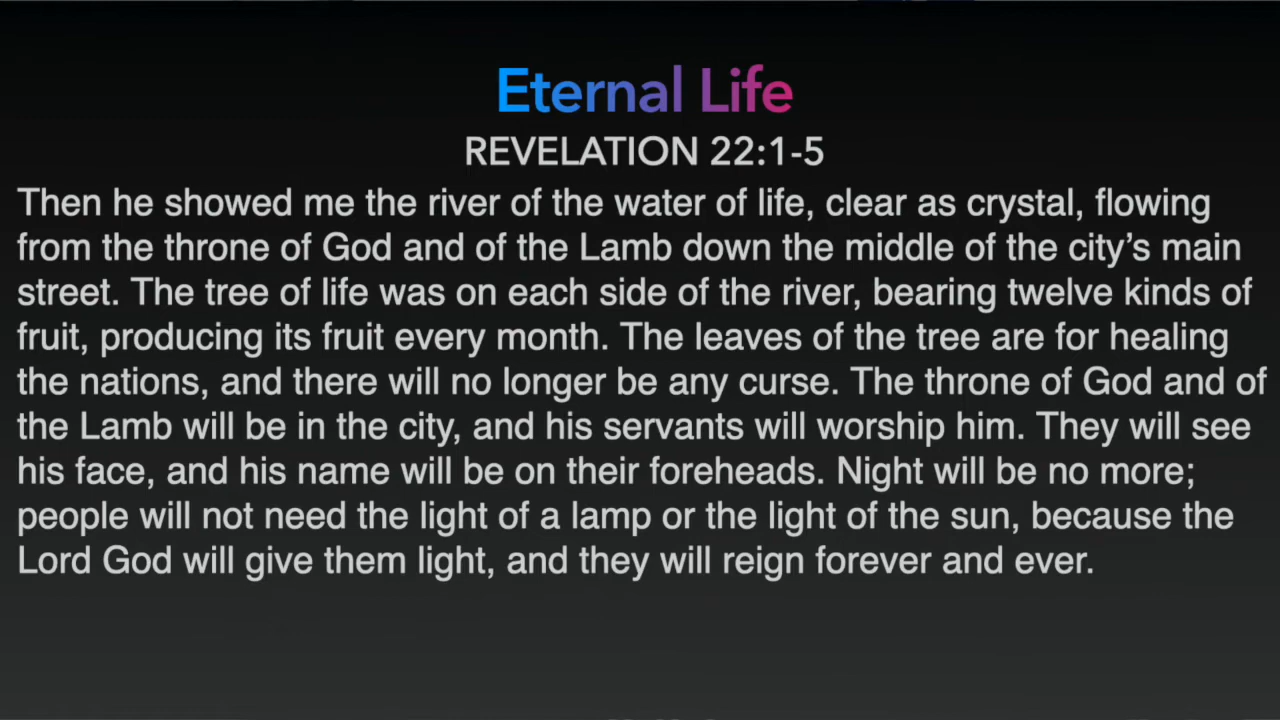 Eternal Life
REVELATION 22:1-5
Then he showed me the river of the water of life, clear as crystal, flowing
from the throne of God and of the Lamb down the middle of the city’s main
street. The tree of life was on each side of the river, bearing twelve kinds of
fruit, producing its fruit every month. The leaves of the tree are for healing
the nations, and there will no longer be any curse. The throne of God and of
the Lamb will be in the city, and his servants will worship him. They will see
his face, and his name will be on their foreheads. Night will be no more;
people will not need the light of a lamp or the light of the sun, because the
Lord God will give them light, and they will reign forever and ever.